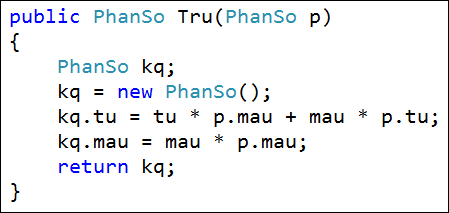 public PhanSo Tru(PhanSo p)
{
PhanSo kq;
kq = new PhanSo();
kq.tu = tu * p.mau + mau * p.tu;
kq.mau = mau * p.mau;
return kq;
}